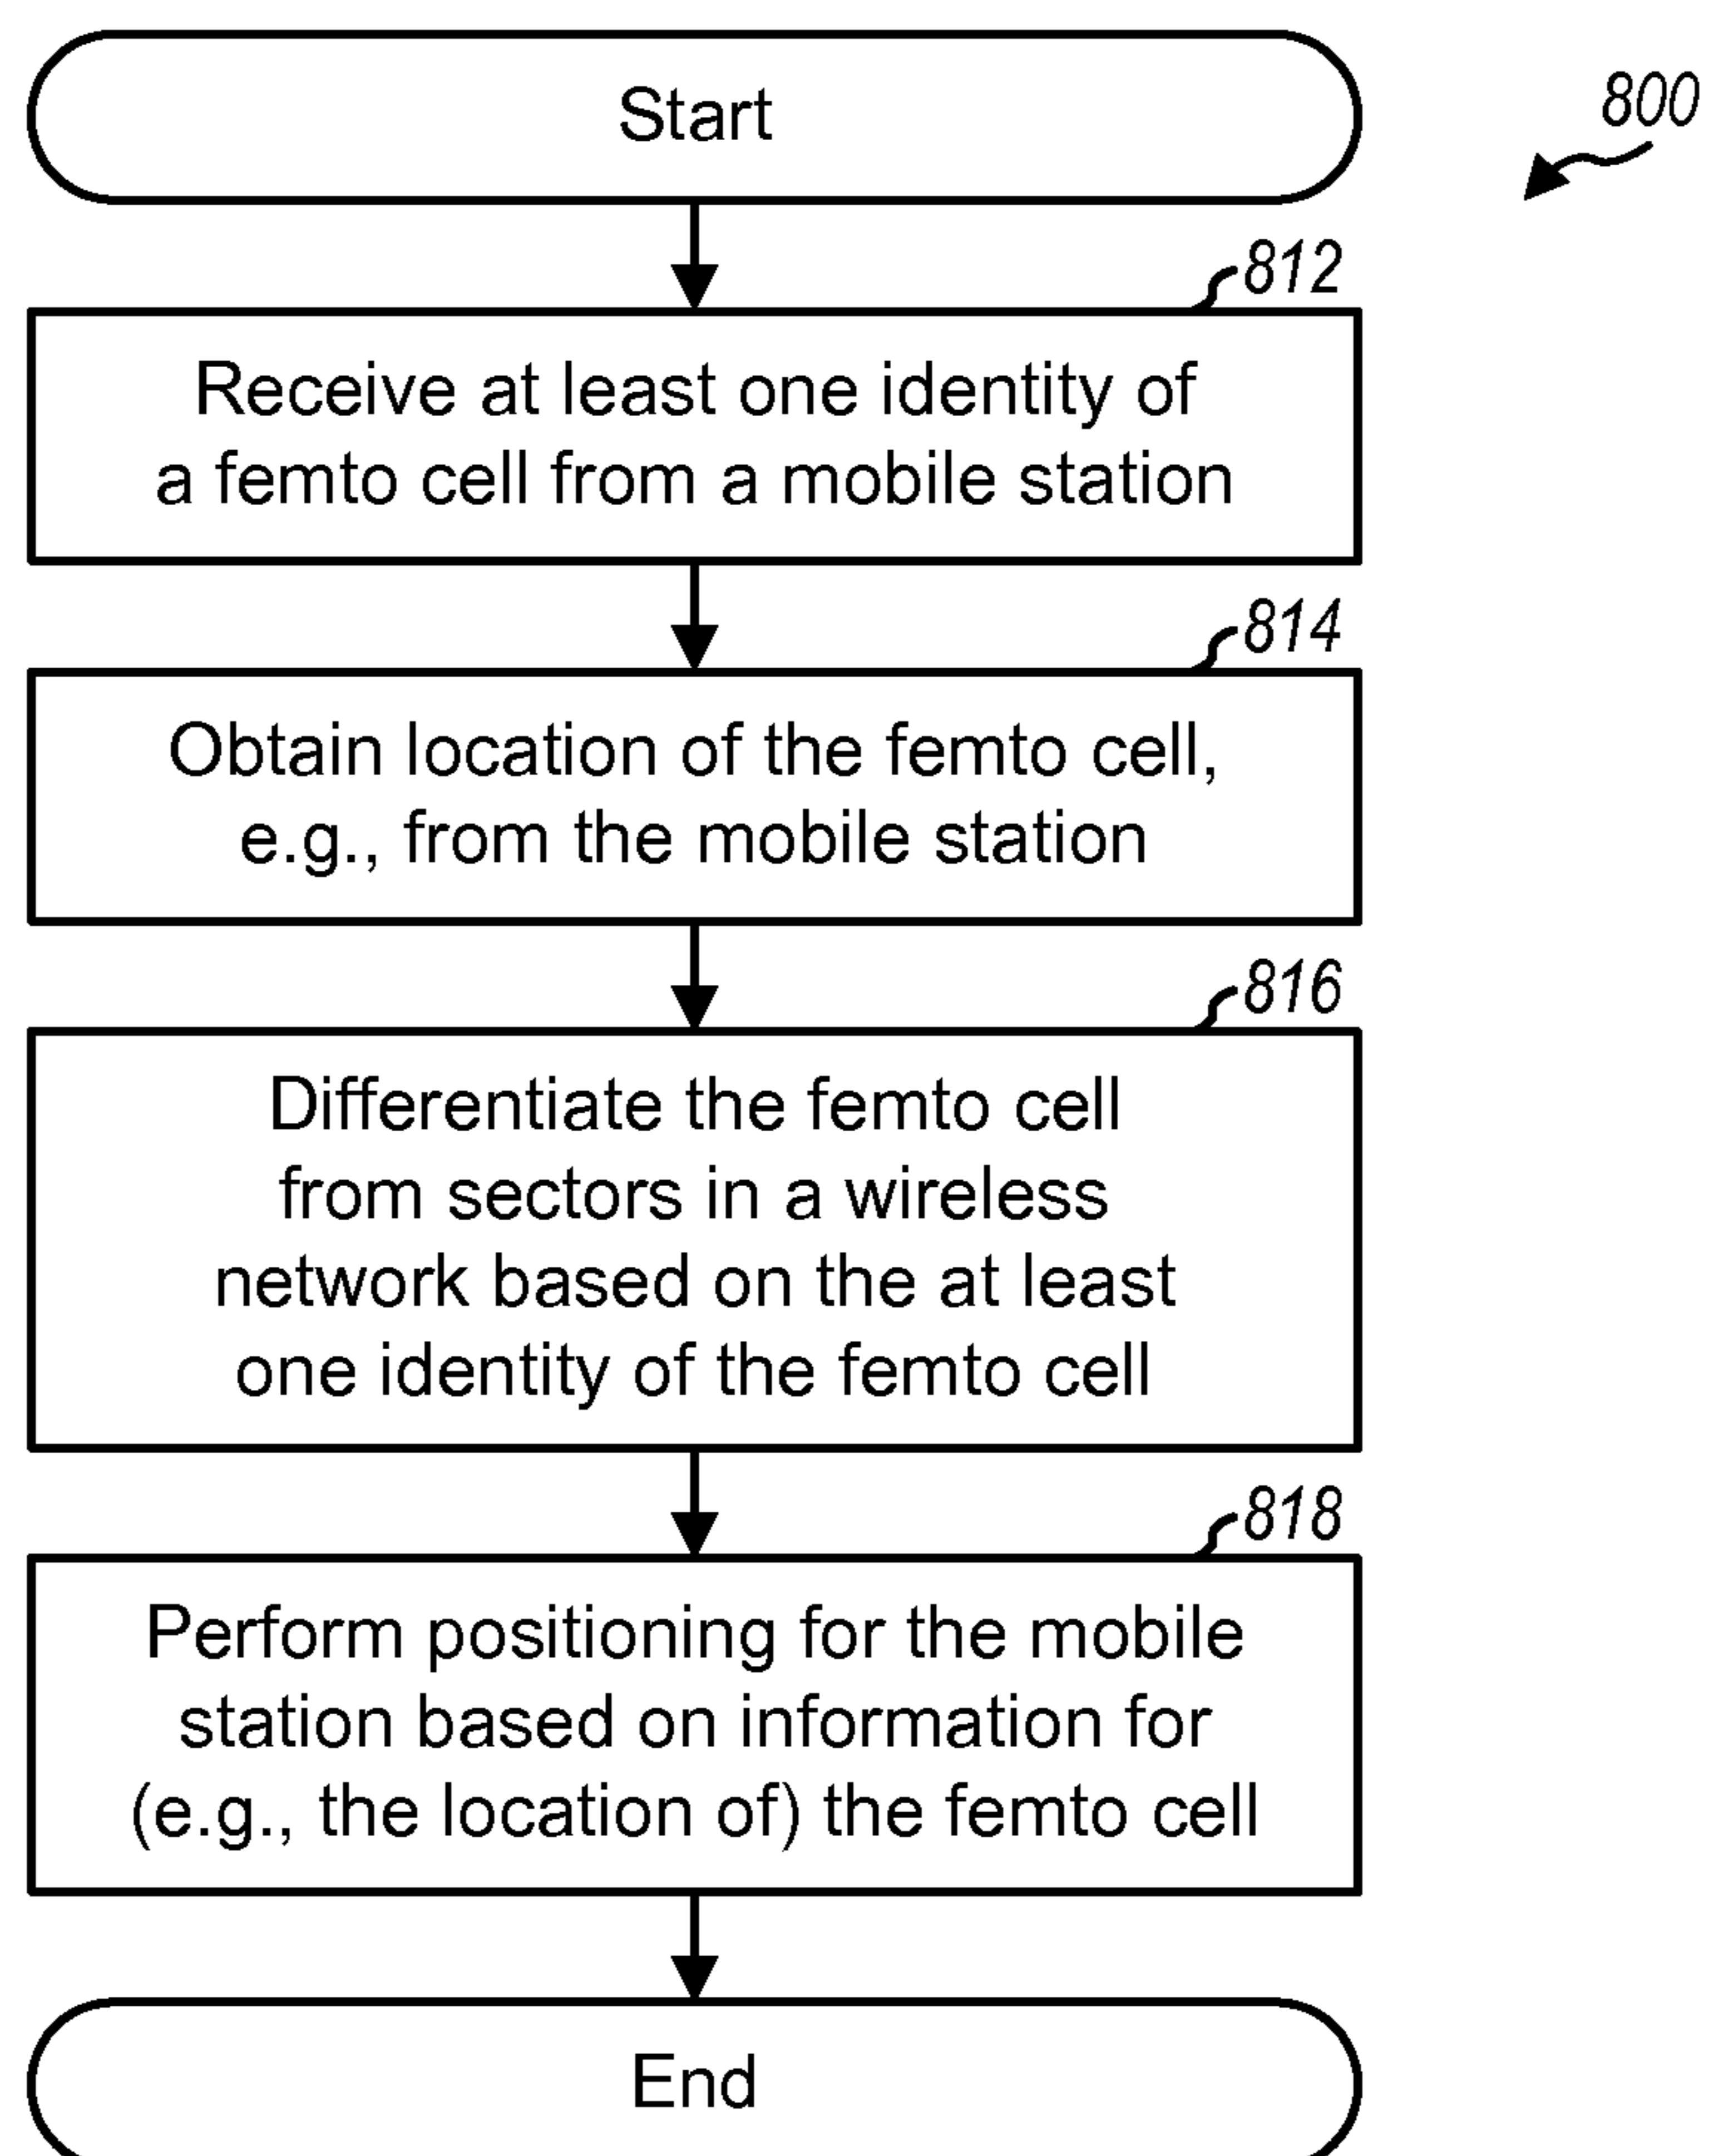 Start
800
812
Receive at least one identity of
a femto cell from a mobile station
814
Obtain location of the femto cell,
e.g., from the mobile station
816
Differentiate the femto cell
from sectors in a wireless
network based on the at least
one identity of the femto cell
818
Perform positioning for the mobile
station based on information for
(e.g., the location of) the femto cell
End